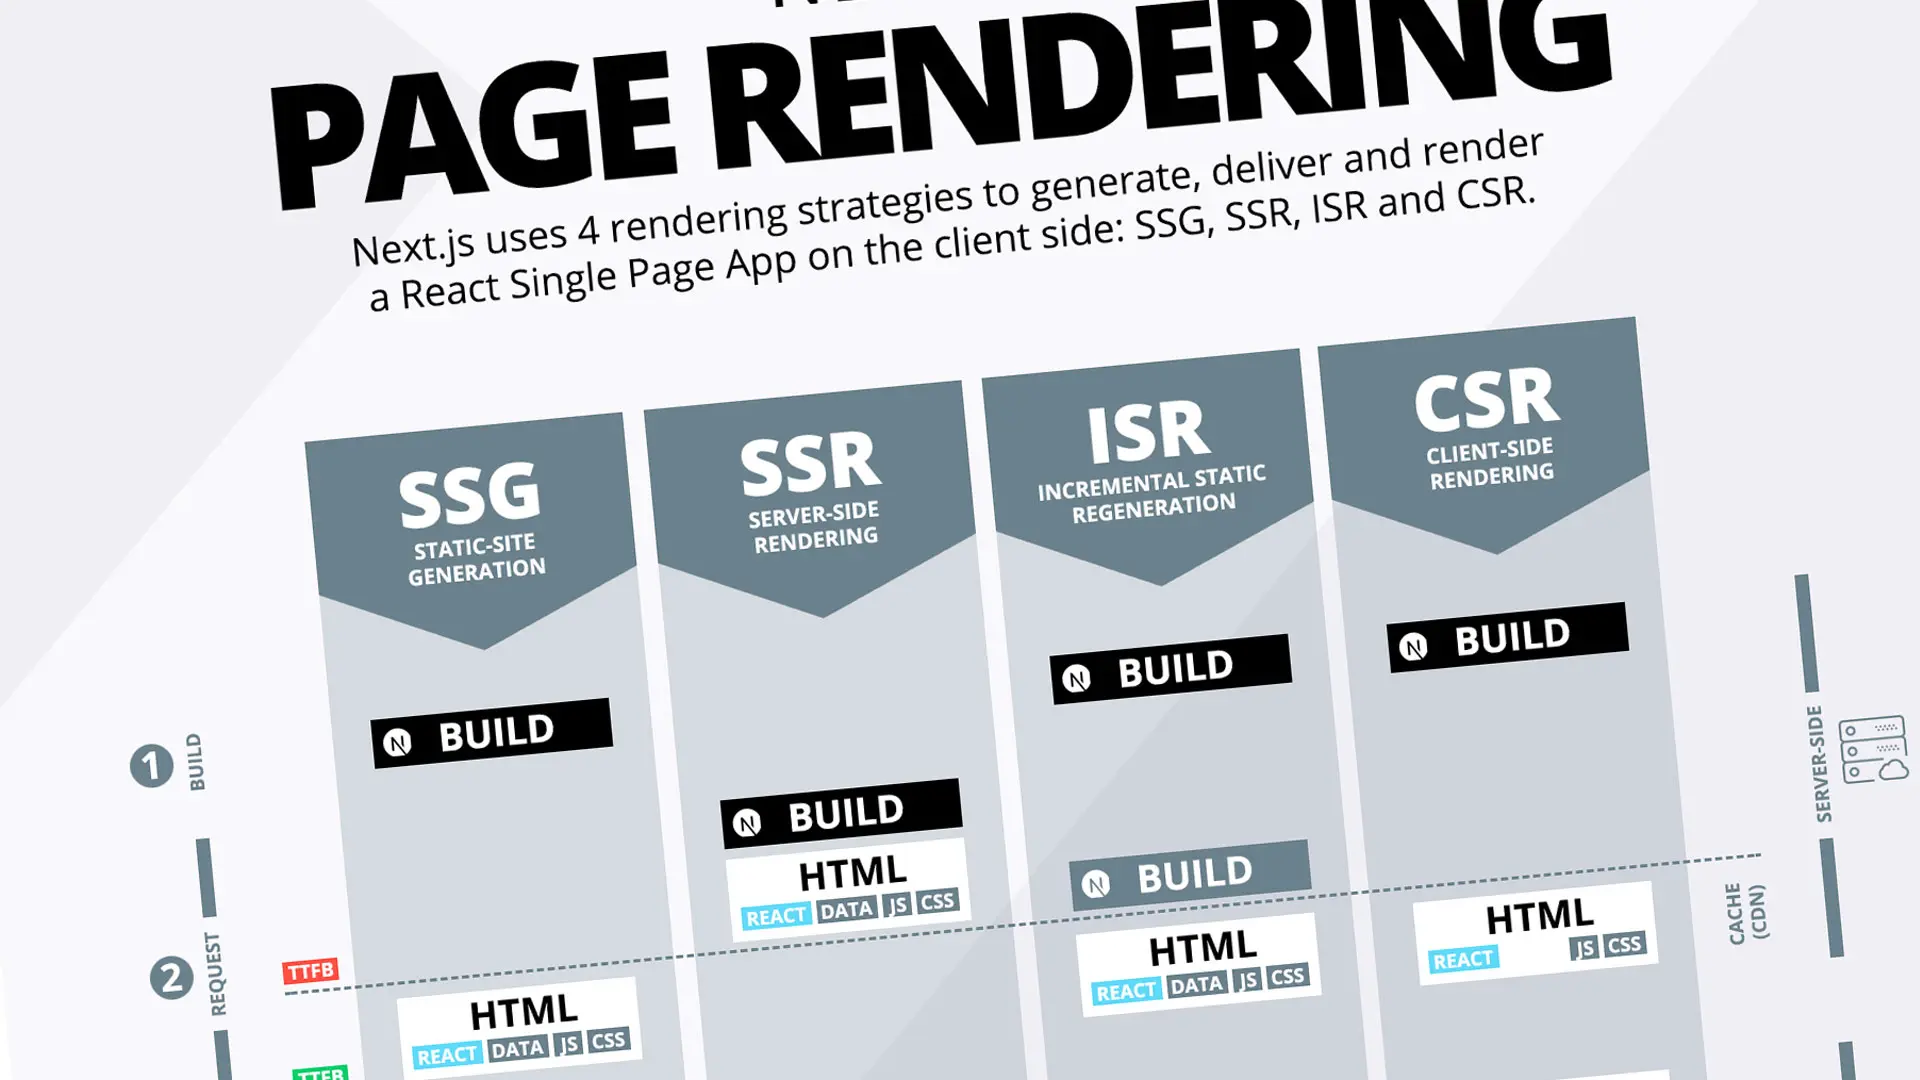 PAGE RENDERING
Next.js uses 4 rendering strategies to generate, deliver and render
a React Single Page App on the client side: SSG, SSR, ISR and CSR.
SSG
STATIC-SITE
GENERATION
SSR
SERVER-SIDE
RENDERING
ISR
INCREMENTAL STATIC
REGENERATION
CSR
CLIENT-SIDE
RENDERING
1
BUILD
N BUILD
N BUILD
N BUILD
N BUILD
SERVER-SIDE
HTML
REACT DATA JS CSS
N BUILD
2
REQUEST
TTFB
HTML
REACT DATA JS CSS
HTML
REACT DATA JS CSS
HTML
REACT JS CSS
CACHE
(CDN)
TTFB